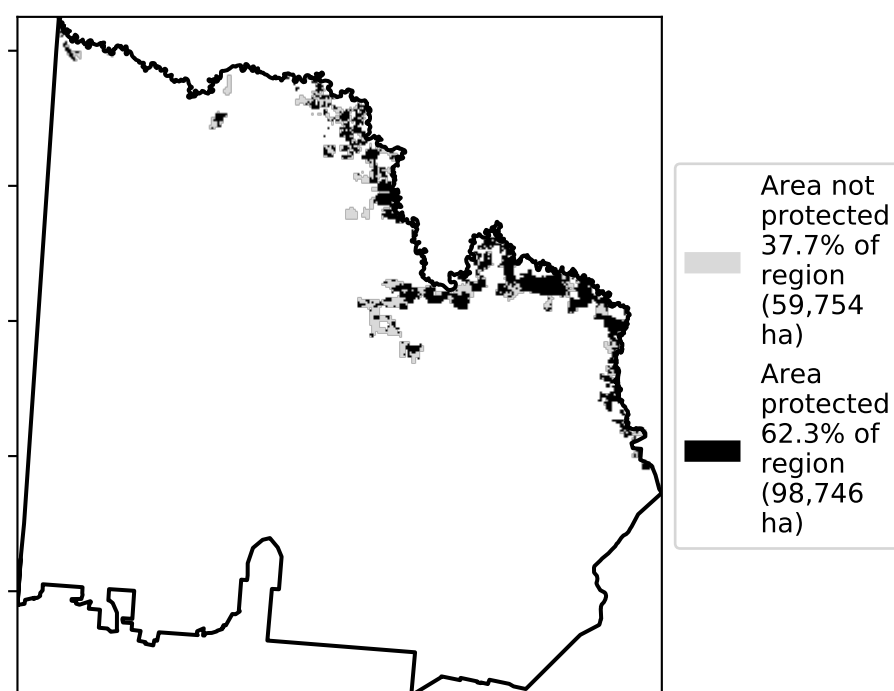 Area not
protected
37.7% of
region
(59,754
ha)
Area
protected
62.3% of
region
(98,746
ha)